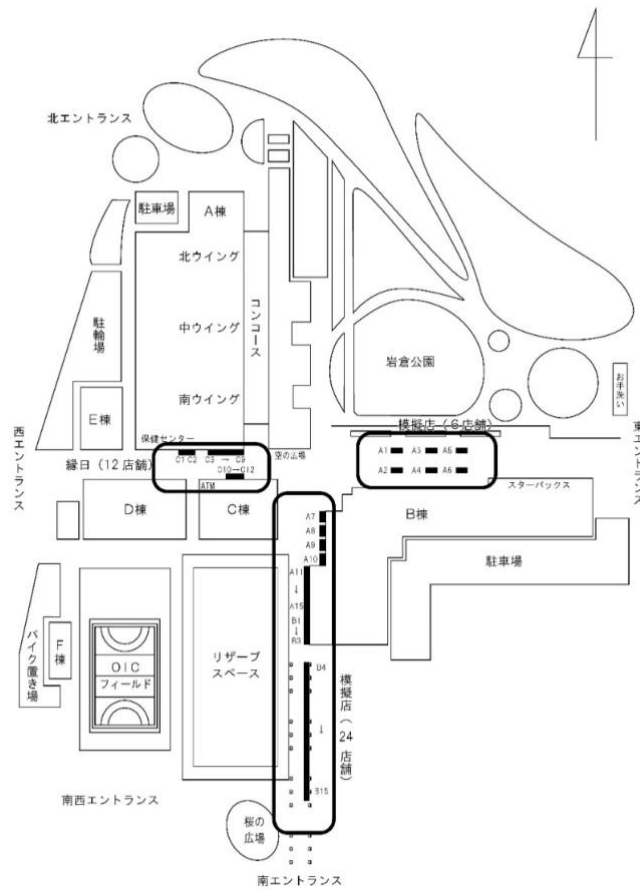 北エントランス
駐車場
A棟
北ウイング
中ウイング
南ウイング
コンコース
駐輪場
E棟
岩倉公園
お手洗い
西エントランス
東エントランス
保健センター
縁日（12店舗）
C1 C2 C3 → C9
C10―C12
ATM
空の広場
模擬店（6店舗）
A1 A3 A5
A2 A4 A6
スターバックス
D棟
C棟
B棟
駐車場
A7
A8
A9
A10
A11
↓
A15
B1
↓
B3
B4
↓
B15
模擬店（24店舗）
バイク置き場
F棟
OIC
フィールド
リザーブ
スペース
南西エントランス
桜の
広場
南エントランス